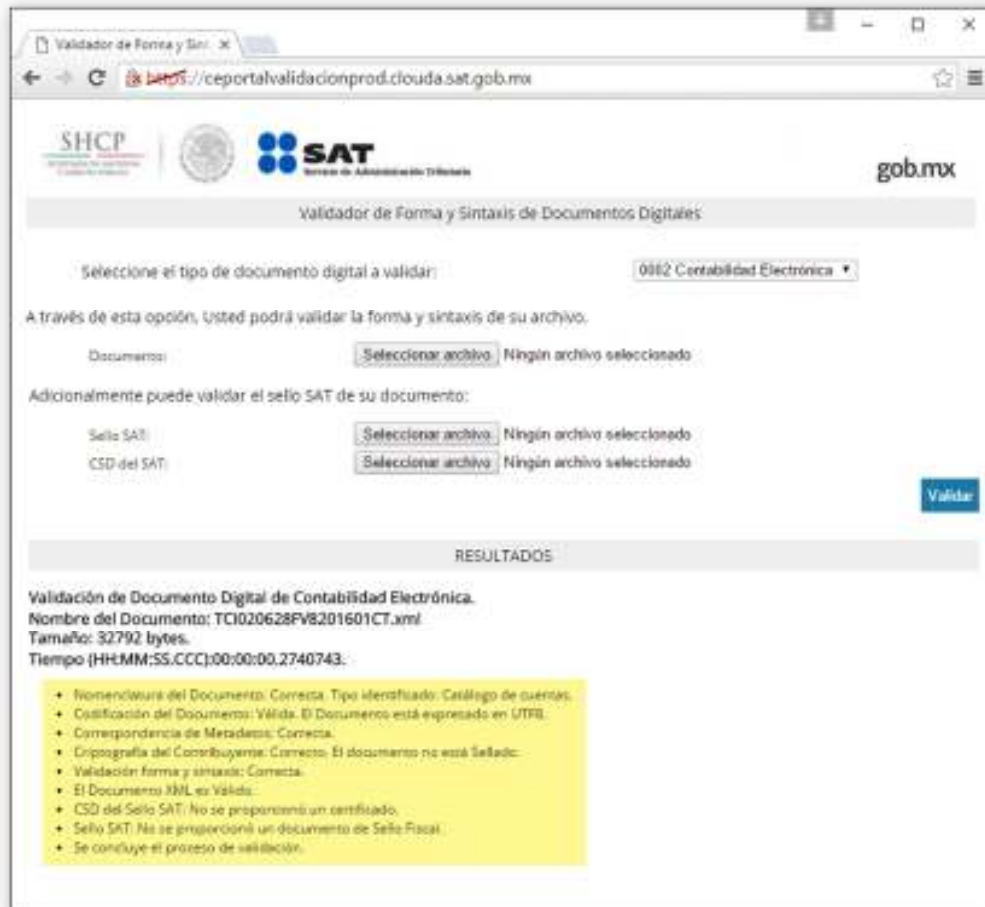 Validador de Forma y Sint
https://ceportalvalidacionprod.clouda.sat.gob.mx
SHCP
SAT
Servicio de Administración Tributaria
gob.mx
Validador de Forma y Sintaxis de Documentos Digitales
Seleccione el tipo de documento digital a validar:
0002 Contabilidad Electrónica
A través de esta opción, Usted podrá validar la forma y sintaxis de su archivo.
Documento: Seleccionar archivo Ningún archivo seleccionado
Adicionalmente puede validar el sello SAT de su documento:
Sello SAT: Seleccionar archivo Ningún archivo seleccionado
CSD del SAT: Seleccionar archivo Ningún archivo seleccionado
Validar
RESULTADOS
Validación de Documento Digital de Contabilidad Electrónica.
Nombre del Documento: TCI020628FV8201601CT.xml
Tamaño: 32792 bytes.
Tiempo (HH:MM:SS.CCC):00:00:00.2740743.
• Nomenclatura del Documento: Correcta. Tipo identificado: Catálogo de cuentas.
• Codificación del Documento: Válida. El Documento está expresado en UTF8.
• Correspondencia de Metadatos: Correcta.
• Criptografía del Contribuyente: Correcto. El documento no está Sellado.
• Validación forma y sintaxis: Correcta.
• El Documento XML es Válido.
• CSD del Sello SAT: No se proporcionó un certificado.
• Sello SAT: No se proporcionó un documento de Sello Fiscal.
• Se concluye el proceso de validación.